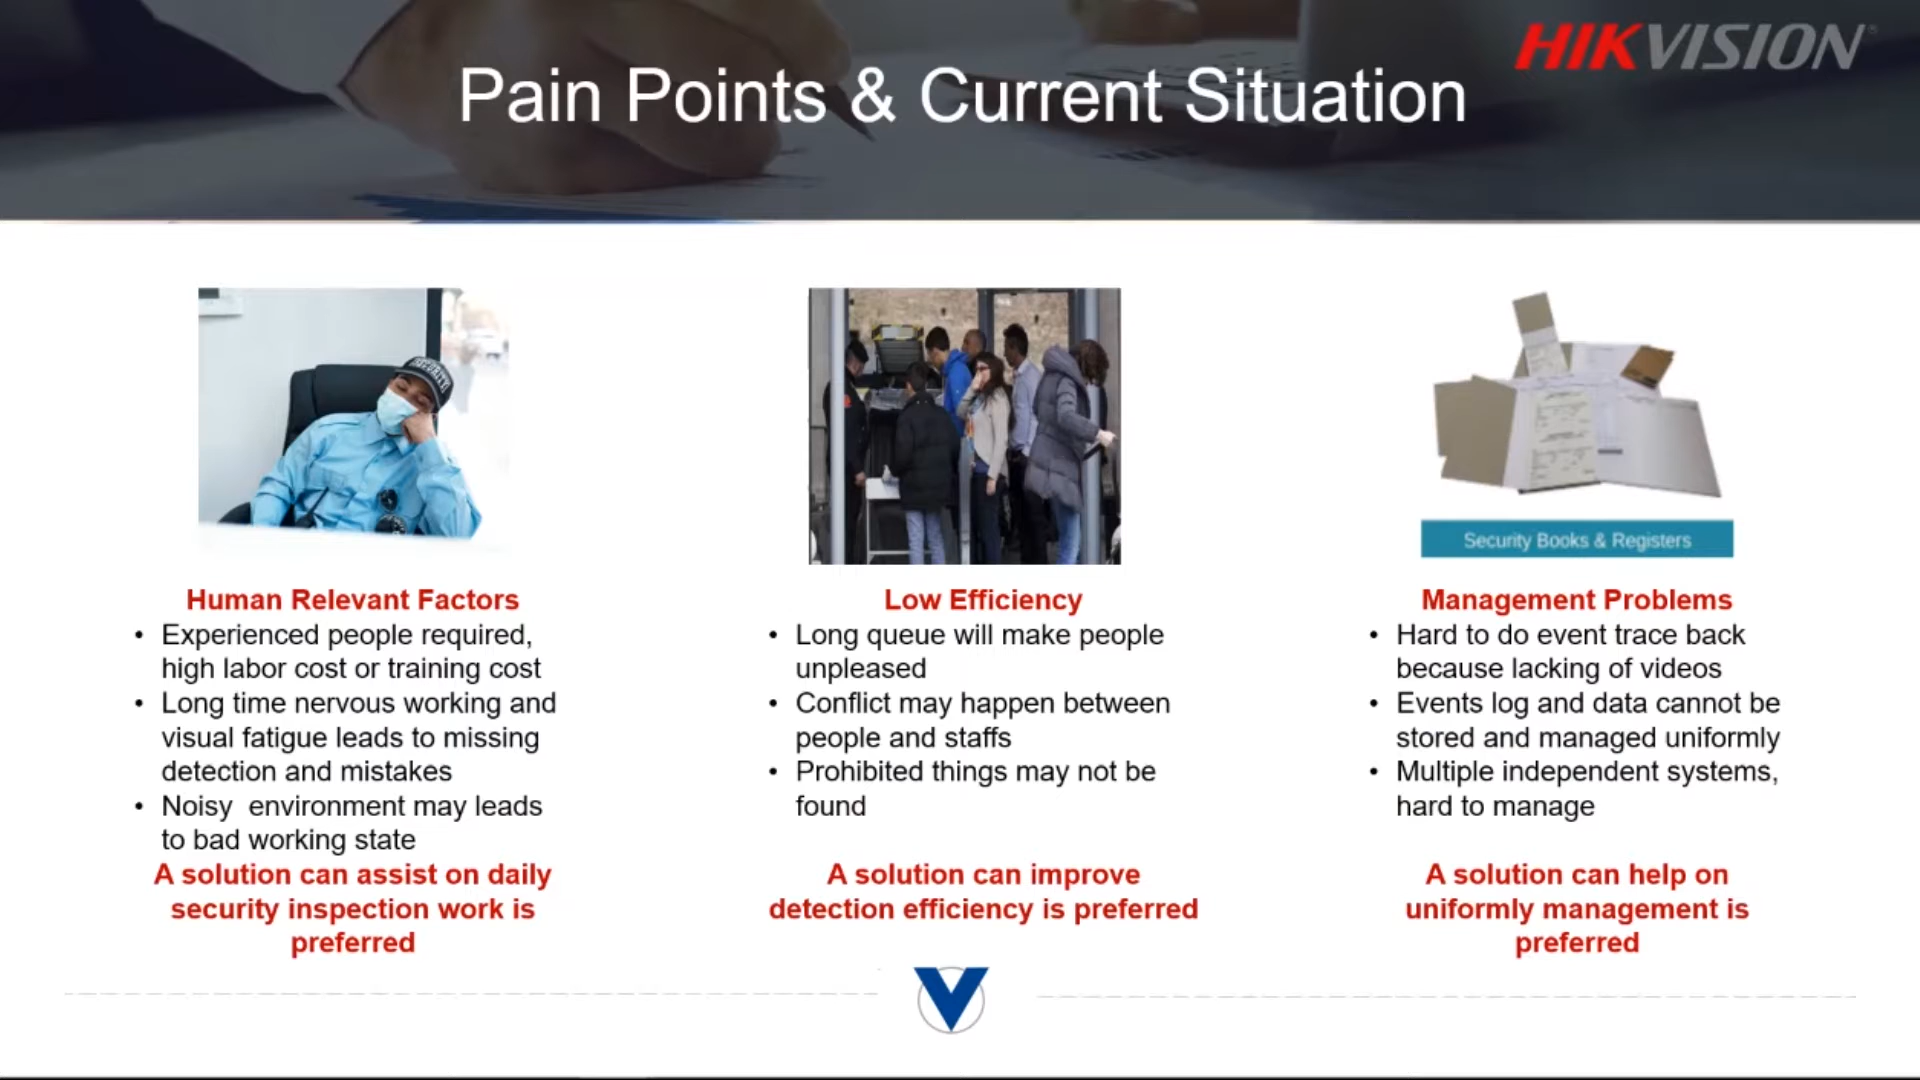 HIKVISION
Pain Points & Current Situation
SECURITY
Security Books & Registers
Human Relevant Factors
• Experienced people required,
high labor cost or training cost
• Long time nervous working and
visual fatigue leads to missing
detection and mistakes
• Noisy  environment may leads
to bad working state
A solution can assist on daily
security inspection work is
preferred
Low Efficiency
• Long queue will make people
unpleased
• Conflict may happen between
people and staffs
• Prohibited things may not be
found
A solution can improve
detection efficiency is preferred
Management Problems
• Hard to do event trace back
because lacking of videos
• Events log and data cannot be
stored and managed uniformly
• Multiple independent systems,
hard to manage
A solution can help on
uniformly management is
preferred
V